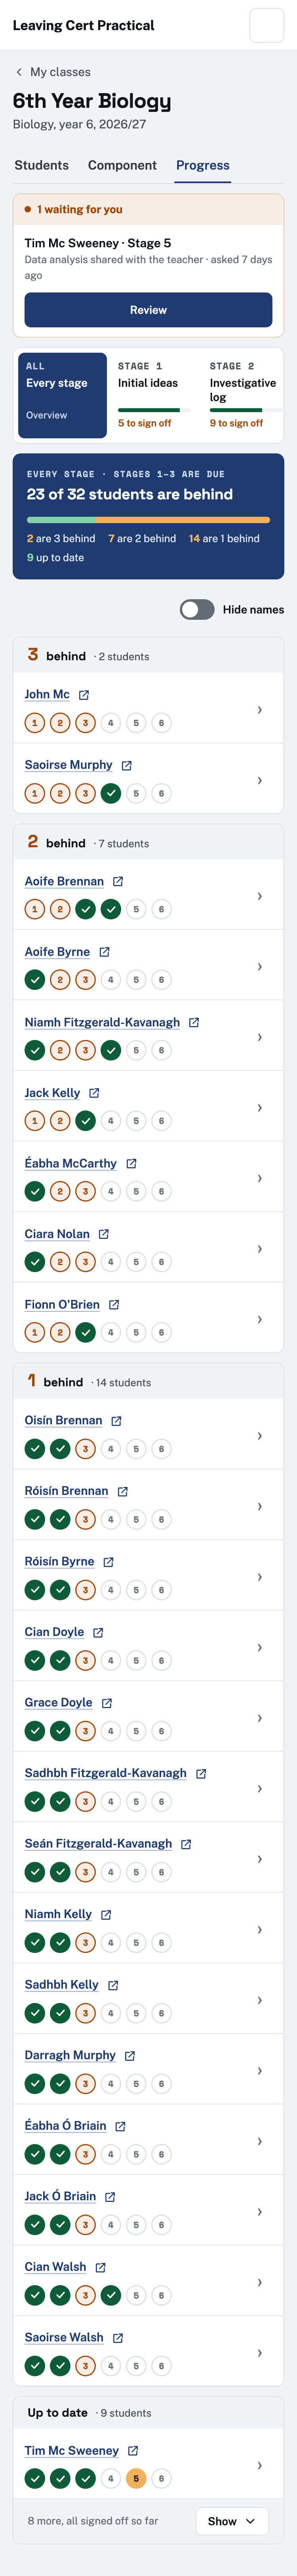 Leaving Cert Practical
My classes
6th Year Biology
Biology, year 6, 2026/27
Students Component Progress
1 waiting for you
Tim Mc Sweeney · Stage 5
Data analysis shared with the teacher · asked 7 days
ago
Review
ALL STAGE 1 STAGE 2
Every stage Initial ideas Investigative
log
Overview
5 to sign off 9 to sign off
EVERY STAGE · STAGES 1–3 ARE DUE
23 of 32 students are behind
2 are 3 behind 7 are 2 behind 14 are 1 behind
9 up to date
Hide names
3 behind · 2 students
John Mc
1 2 3 4 5 6
Saoirse Murphy
1 2 3 5 6
2 behind · 7 students
Aoife Brennan
1 2 5 6
Aoife Byrne
2 3 4 5 6
Niamh Fitzgerald-Kavanagh
2 3 5 6
Jack Kelly
1 2 4 5 6
Éabha McCarthy
2 3 4 5 6
Ciara Nolan
2 3 4 5 6
Fionn O'Brien
1 2 4 5 6
1 behind · 14 students
Oisín Brennan
3 4 5 6
Róisín Brennan
3 4 5 6
Róisín Byrne
3 4 5 6
Cian Doyle
3 4 5 6
Grace Doyle
3 4 5 6
Sadhbh Fitzgerald-Kavanagh
3 4 5 6
Seán Fitzgerald-Kavanagh
3 4 5 6
Niamh Kelly
3 4 5 6
Sadhbh Kelly
3 4 5 6
Darragh Murphy
3 4 5 6
Éabha Ó Briain
3 4 5 6
Jack Ó Briain
3 4 5 6
Cian Walsh
3 5 6
Saoirse Walsh
3 4 5 6
Up to date · 9 students
Tim Mc Sweeney
4 5 6
8 more, all signed off so far Show